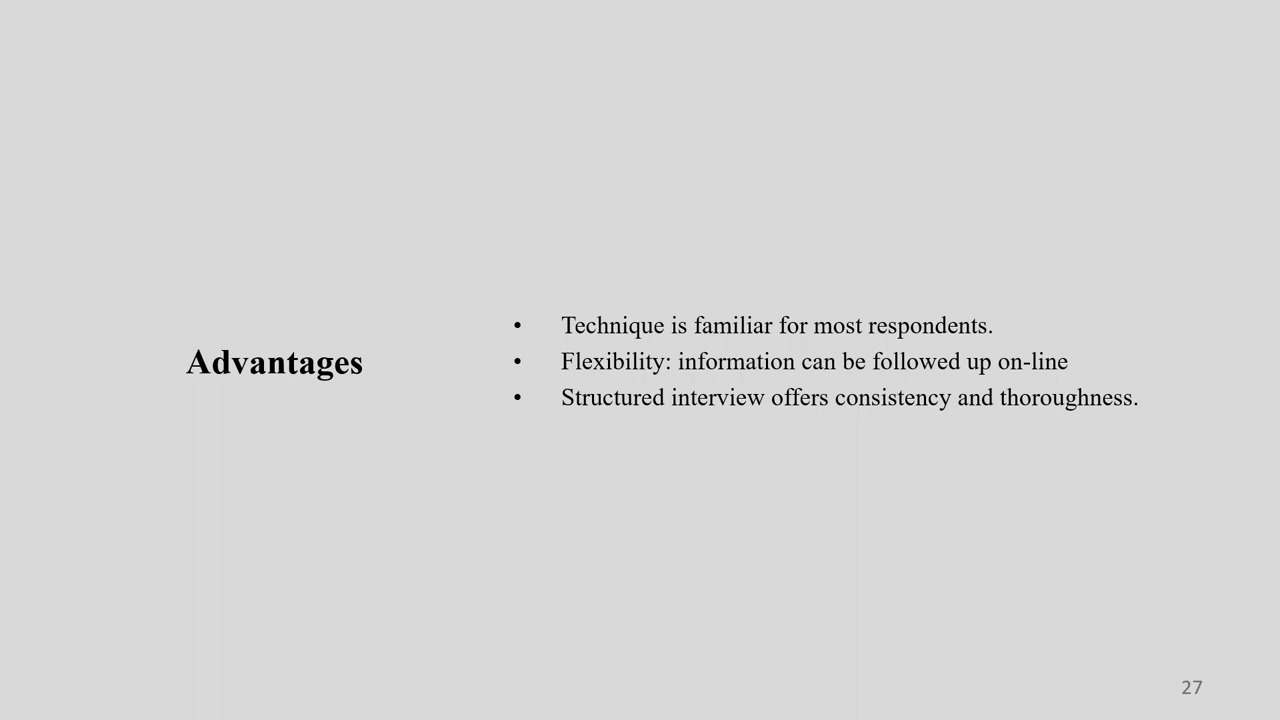 Advantages
• Technique is familiar for most respondents.
• Flexibility: information can be followed up on-line
• Structured interview offers consistency and thoroughness.
27